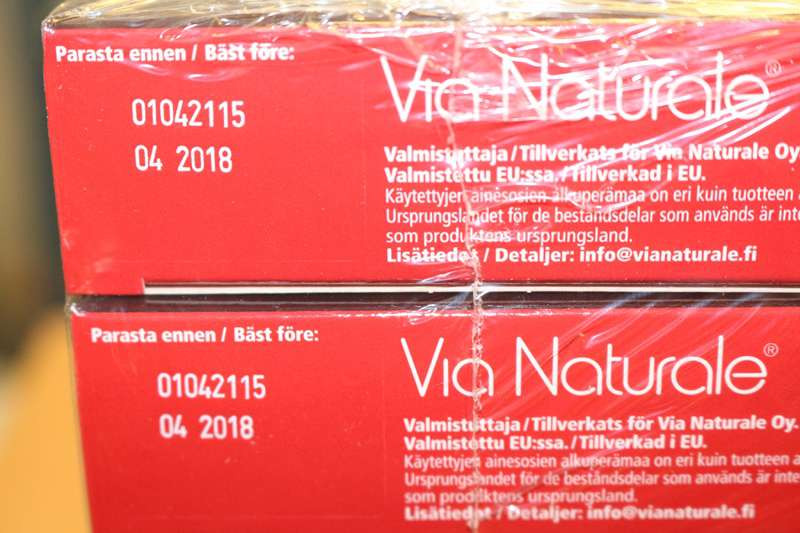 Parasta ennen / Bäst före:
01042115
04 2018
Via Naturale®
Valmistuttaja/Tillverkats för Via Naturale Oy.
Valmistettu EU:ssa./Tillverkad i EU.
Käytettyjen ainesosien alkuperämaa on eri kuin tuotteen
Ursprungslandet för de beståndsdelar som används är inte
som produktens ursprungsland.
Lisätiedot / Detaljer: info@vianaturale.fi
Parasta ennen / Bäst före:
01042115
04 2018
Via Naturale®
Valmistuttaja/Tillverkats för Via Naturale Oy.
Valmistettu EU:ssa./Tillverkad i EU.
Käytettyjen ainesosien alkuperämaa on eri kuin tuotteen
Ursprungslandet för de beståndsdelar som används är inte
som produktens ursprungsland.
Lisätiedot / Detaljer: info@vianaturale.fi